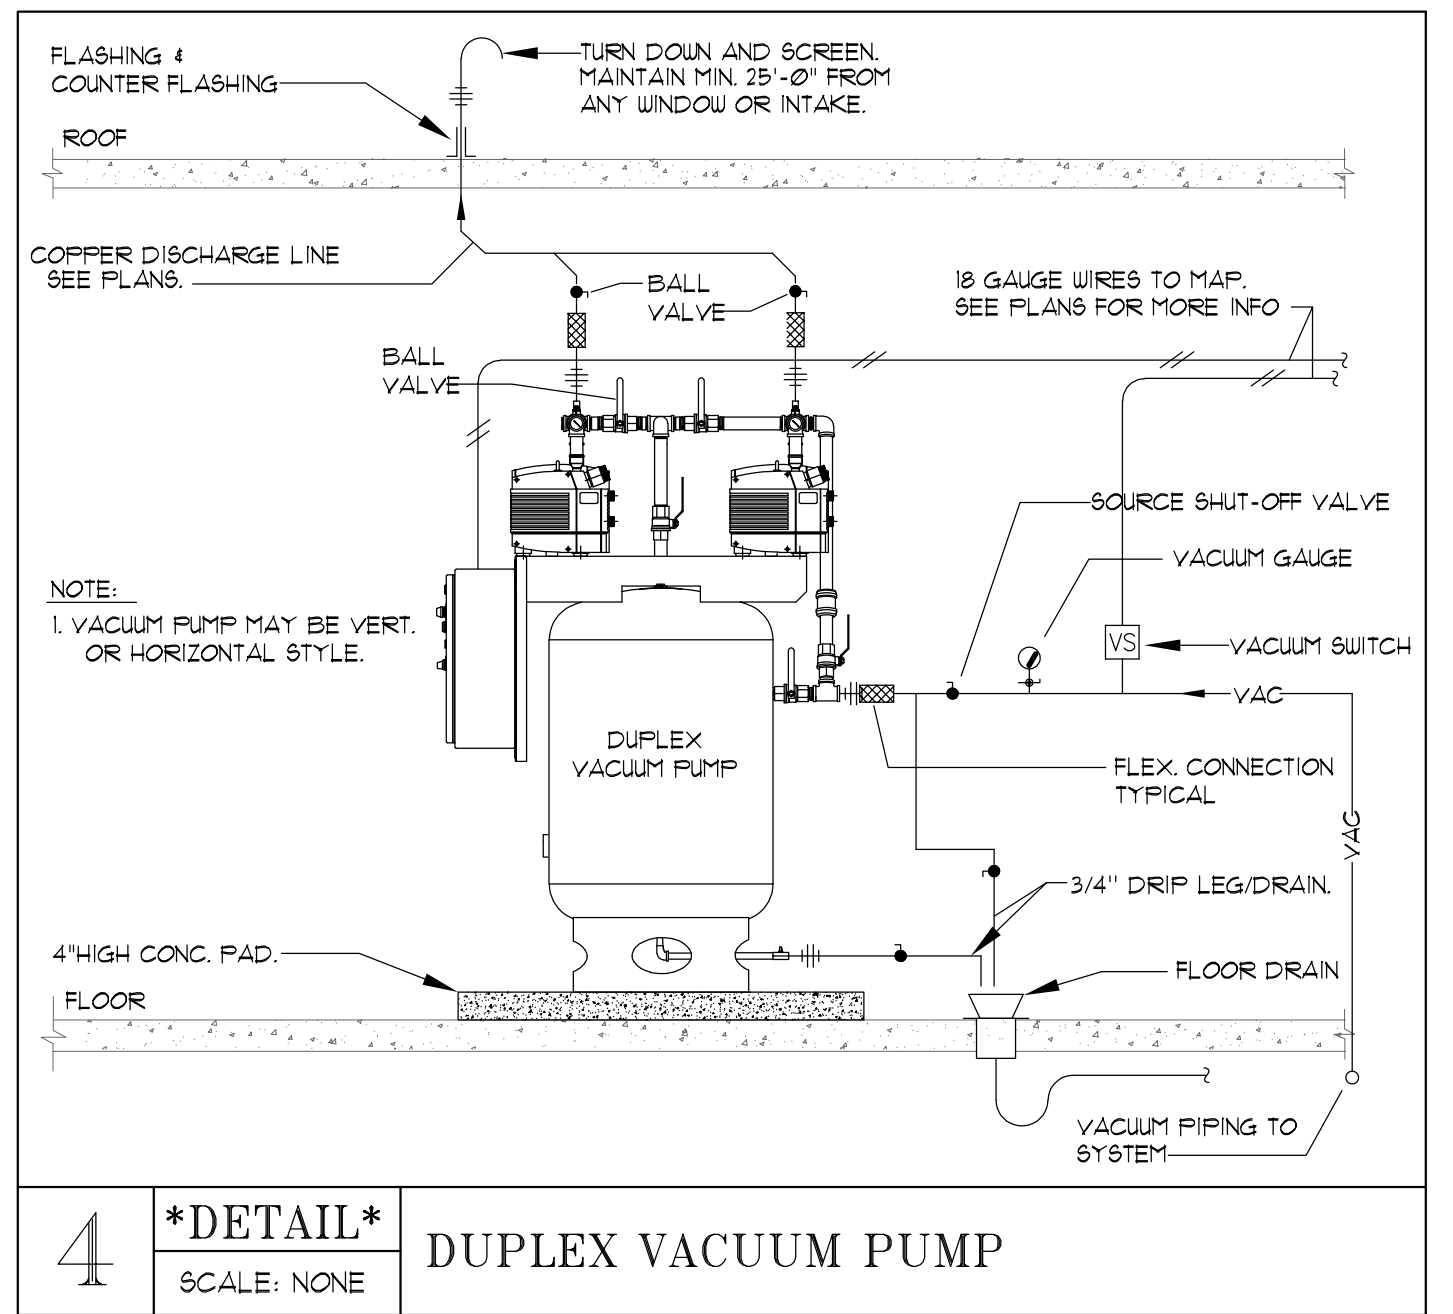 FLASHING &
COUNTER FLASHING
TURN DOWN AND SCREEN.
MAINTAIN MIN. 25'-0" FROM
ANY WINDOW OR INTAKE.
ROOF
COPPER DISCHARGE LINE
SEE PLANS.
BALL
VALVE
18 GAUGE WIRES TO MAP.
SEE PLANS FOR MORE INFO
BALL
VALVE
SOURCE SHUT-OFF VALVE
VACUUM GAUGE
NOTE:
1. VACUUM PUMP MAY BE VERT.
OR HORIZONTAL STYLE.
VS
VACUUM SWITCH
VAC
DUPLEX
VACUUM PUMP
FLEX. CONNECTION
TYPICAL
VAC
3/4" DRIP LEG/DRAIN.
4"HIGH CONC. PAD.
FLOOR DRAIN
FLOOR
VACUUM PIPING TO
SYSTEM
4
*DETAIL*
SCALE: NONE
DUPLEX VACUUM PUMP